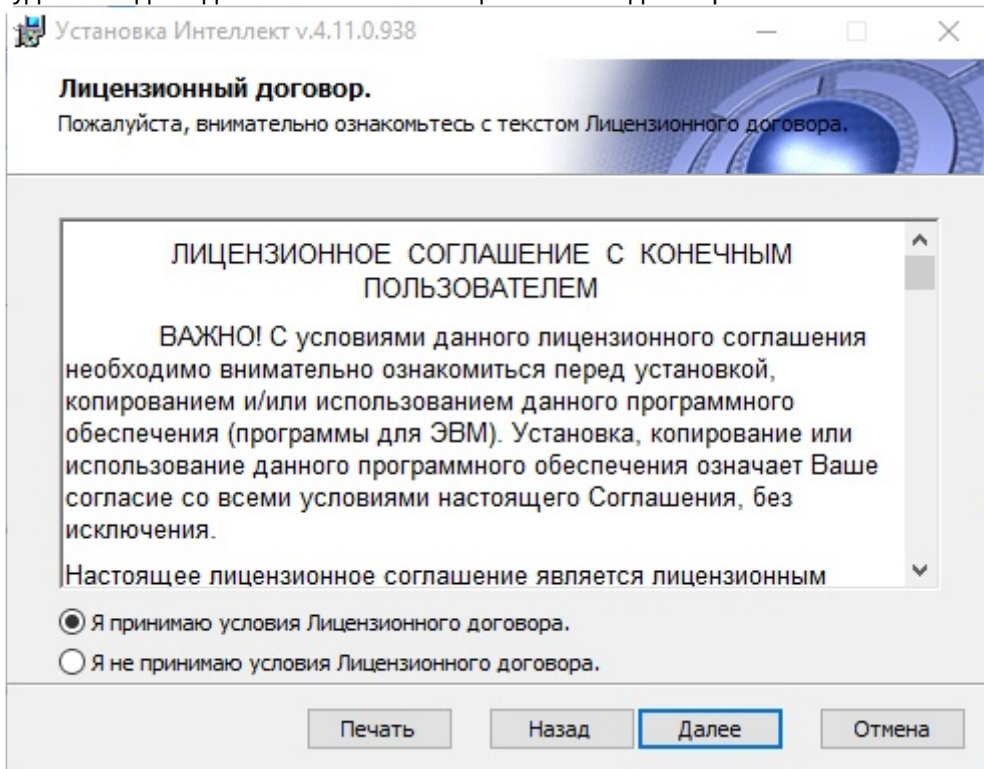 Установка Интеллект v.4.11.0.938
Лицензионный договор.
Пожалуйста, внимательно ознакомьтесь с текстом Лицензионного договора.
ЛИЦЕНЗИОННОЕ СОГЛАШЕНИЕ С КОНЕЧНЫМ
ПОЛЬЗОВАТЕЛЕМ
ВАЖНО! С условиями данного лицензионного соглашения
необходимо внимательно ознакомиться перед установкой,
копированием и/или использованием данного программного
обеспечения (программы для ЭВМ). Установка, копирование или
использование данного программного обеспечения означает Ваше
согласие со всеми условиями настоящего Соглашения, без
исключения.
Настоящее лицензионное соглашение является лицензионным
Я принимаю условия Лицензионного договора.
Я не принимаю условия Лицензионного договора.
Печать Назад Далее Отмена